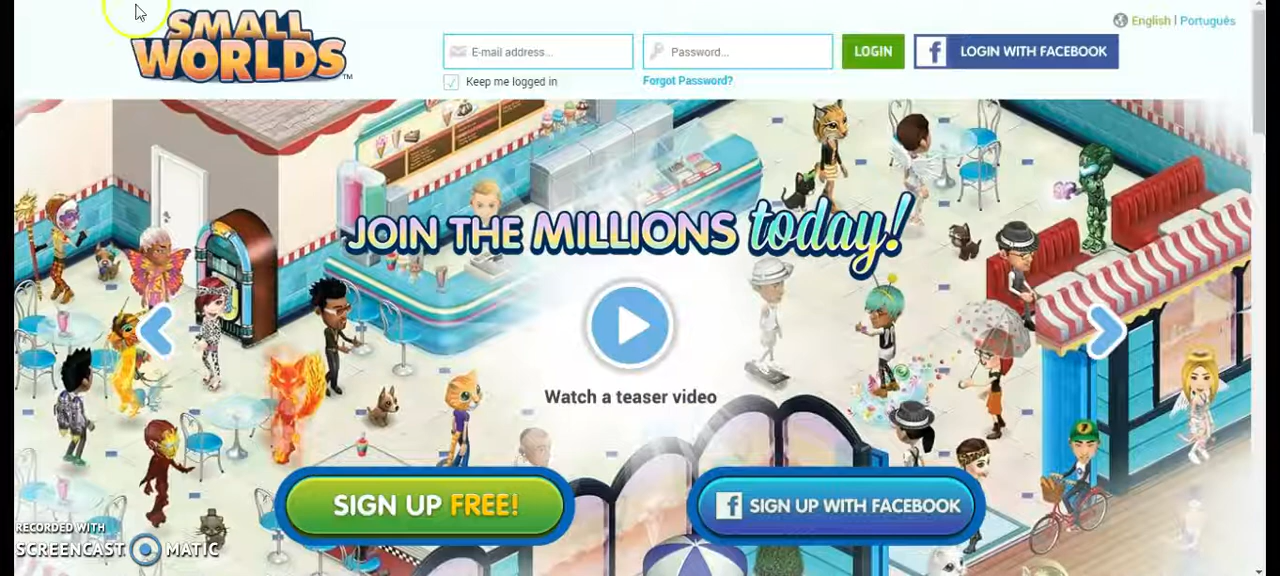 English | Português
SMALL
WORLDS™
E-mail address...
Password...
LOGIN
f LOGIN WITH FACEBOOK
Keep me logged in
Forgot Password?
JOIN THE MILLIONS today!
Watch a teaser video
SIGN UP FREE!
f SIGN UP WITH FACEBOOK
RECORDED WITH
SCREENCAST MATIC